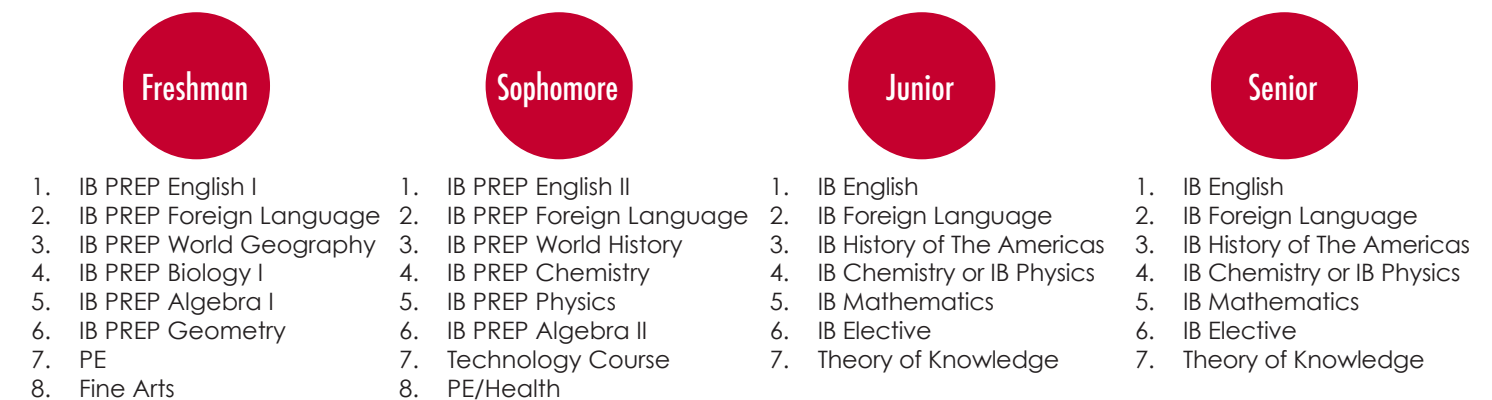 Freshman
1. IB PREP English I
2. IB PREP Foreign Language
3. IB PREP World Geography
4. IB PREP Biology I
5. IB PREP Algebra I
6. IB PREP Geometry
7. PE
8. Fine Arts
Sophomore
1. IB PREP English II
2. IB PREP Foreign Language
3. IB PREP World History
4. IB PREP Chemistry
5. IB PREP Physics
6. IB PREP Algebra II
7. Technology Course
8. PE/Health
Junior
1. IB English
2. IB Foreign Language
3. IB History of The Americas
4. IB Chemistry or IB Physics
5. IB Mathematics
6. IB Elective
7. Theory of Knowledge
Senior
1. IB English
2. IB Foreign Language
3. IB History of The Americas
4. IB Chemistry or IB Physics
5. IB Mathematics
6. IB Elective
7. Theory of Knowledge